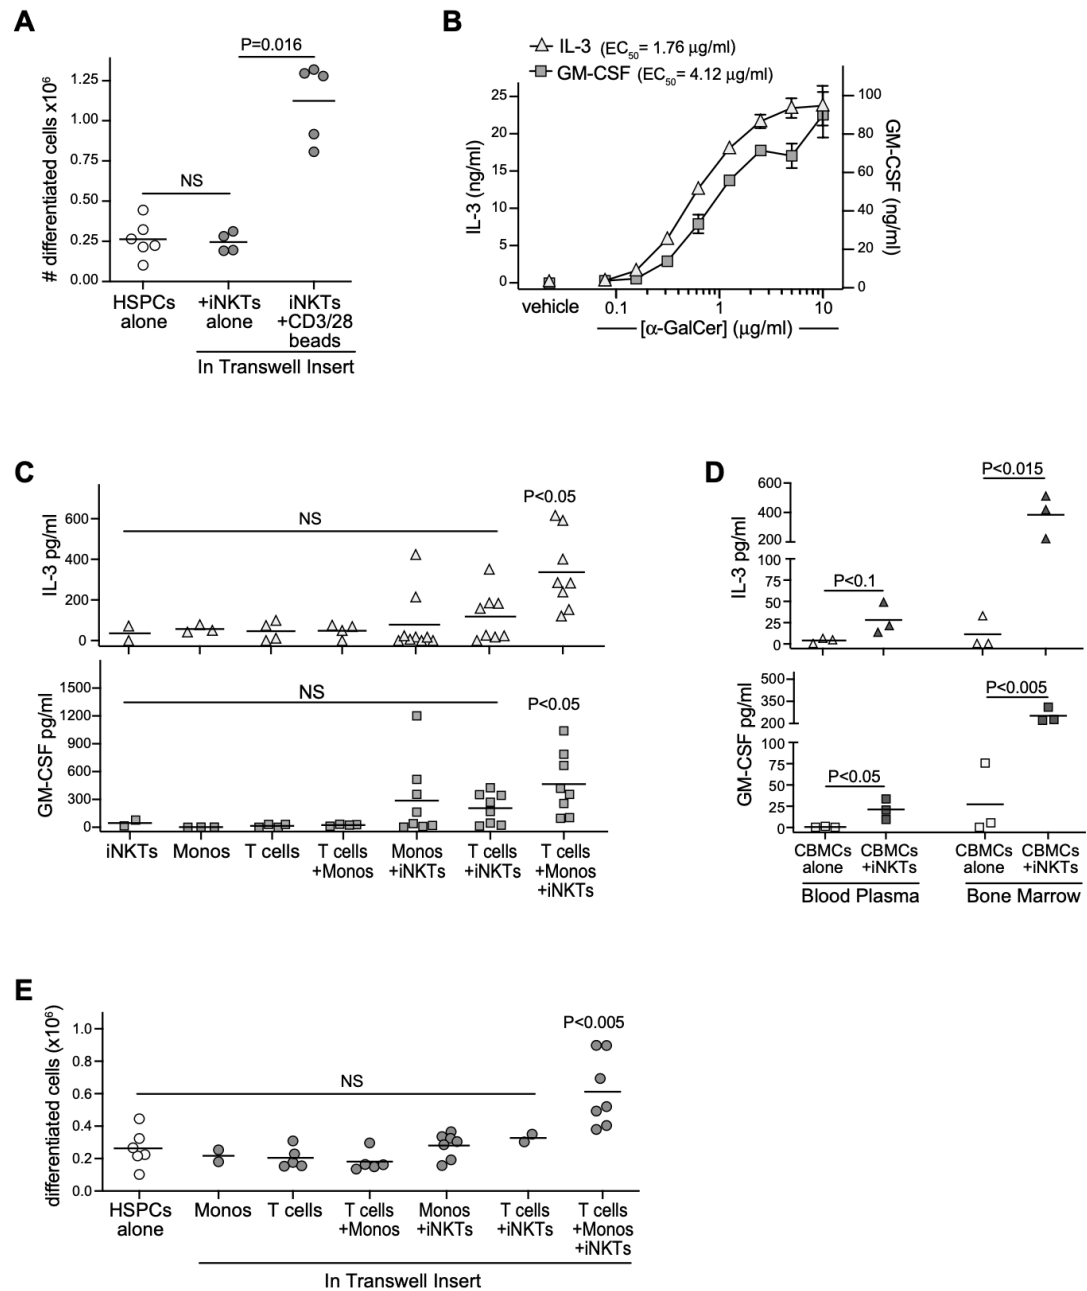 A
P=0.016
NS
# differentiated cells x10⁶
1.25
1.00
0.75
0.50
0.25
0.00
HSPCs alone
+iNKTs alone
iNKTs +CD3/28 beads
In Transwell Insert
B
IL-3 (EC₅₀= 1.76 µg/ml)
GM-CSF (EC₅₀= 4.12 µg/ml)
IL-3 (ng/ml)
25
20
15
10
5
0
GM-CSF (ng/ml)
100
80
60
40
20
0
vehicle 0.1 1 10
[α-GalCer] (µg/ml)
C
IL-3 pg/ml
600
400
200
0
NS
P<0.05
GM-CSF pg/ml
1500
1200
900
600
300
0
NS
P<0.05
iNKTs
Monos
T cells
T cells +Monos
Monos +iNKTs
T cells +iNKTs
T cells +Monos +iNKTs
D
IL-3 pg/ml
600
400
200
100
75
50
25
0
P<0.1
P<0.015
GM-CSF pg/ml
500
350
200
100
75
50
25
0
P<0.05
P<0.005
CBMCs alone
CBMCs +iNKTs
CBMCs alone
CBMCs +iNKTs
Blood Plasma
Bone Marrow
E
differentiated cells (x10⁶)
1.0
0.8
0.6
0.4
0.2
0.0
NS
P<0.005
HSPCs alone
Monos
T cells
T cells +Monos
Monos +iNKTs
T cells +iNKTs
T cells +Monos +iNKTs
In Transwell Insert